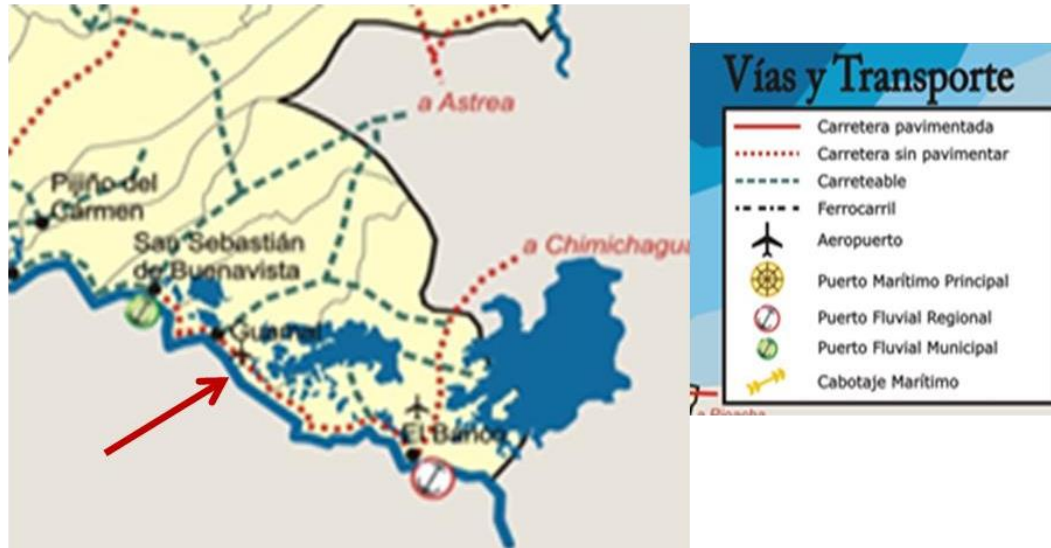 a Astrea
Pijiño del
Carmen
San Sebastián
de Buenavista
a Chimichagua
Guamal
El Banco
Vías y Transporte
Carretera pavimentada
Carretera sin pavimentar
Carreteable
Ferrocarril
Aeropuerto
Puerto Marítimo Principal
Puerto Fluvial Regional
Puerto Fluvial Municipal
Cabotaje Marítimo